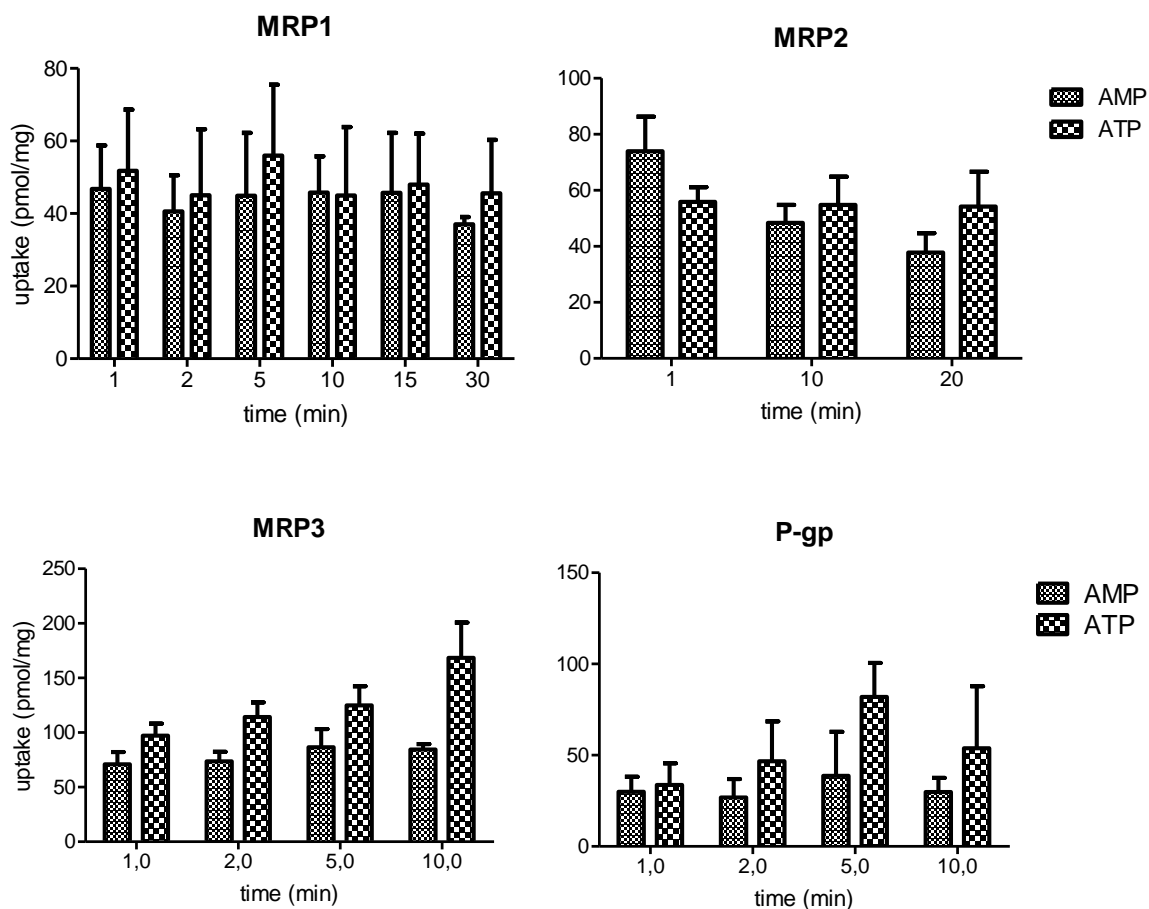 MRP1
uptake (pmol/mg)
80
60
40
20
0
1 2 5 10 15 30
time (min)
MRP2
100
80
60
40
20
0
1 10 20
time (min)
AMP
ATP
MRP3
uptake (pmol/mg)
250
200
150
100
50
0
1,0 2,0 5,0 10,0
time (min)
P-gp
150
100
50
0
1,0 2,0 5,0 10,0
time (min)
AMP
ATP